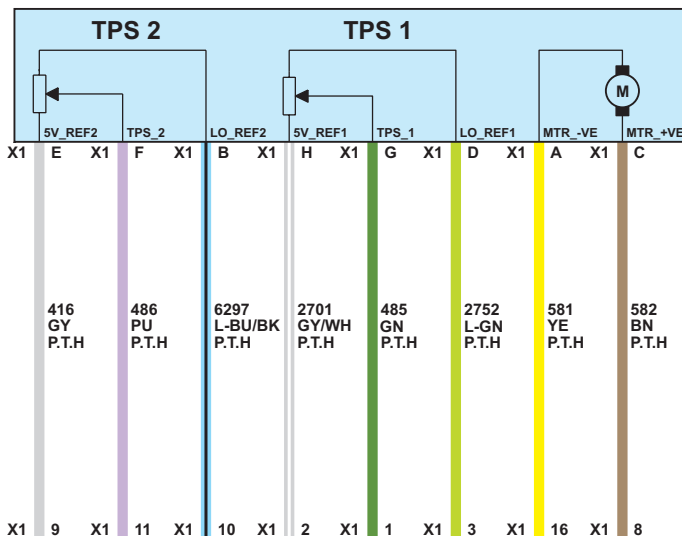 TPS 2 TPS 1
M
5V_REF2 TPS_2 LO_REF2 5V_REF1 TPS_1 LO_REF1 MTR_-VE MTR_+VE
X1 E X1 F X1 B X1 H X1 G X1 D X1 A X1 C
416 486 6297 2701 485 2752 581 582
GY PU L-BU/BK GY/WH GN L-GN YE BN
P.T.H P.T.H P.T.H P.T.H P.T.H P.T.H P.T.H P.T.H
X1 9 X1 11 X1 10 X1 2 X1 1 X1 3 X1 16 X1 8